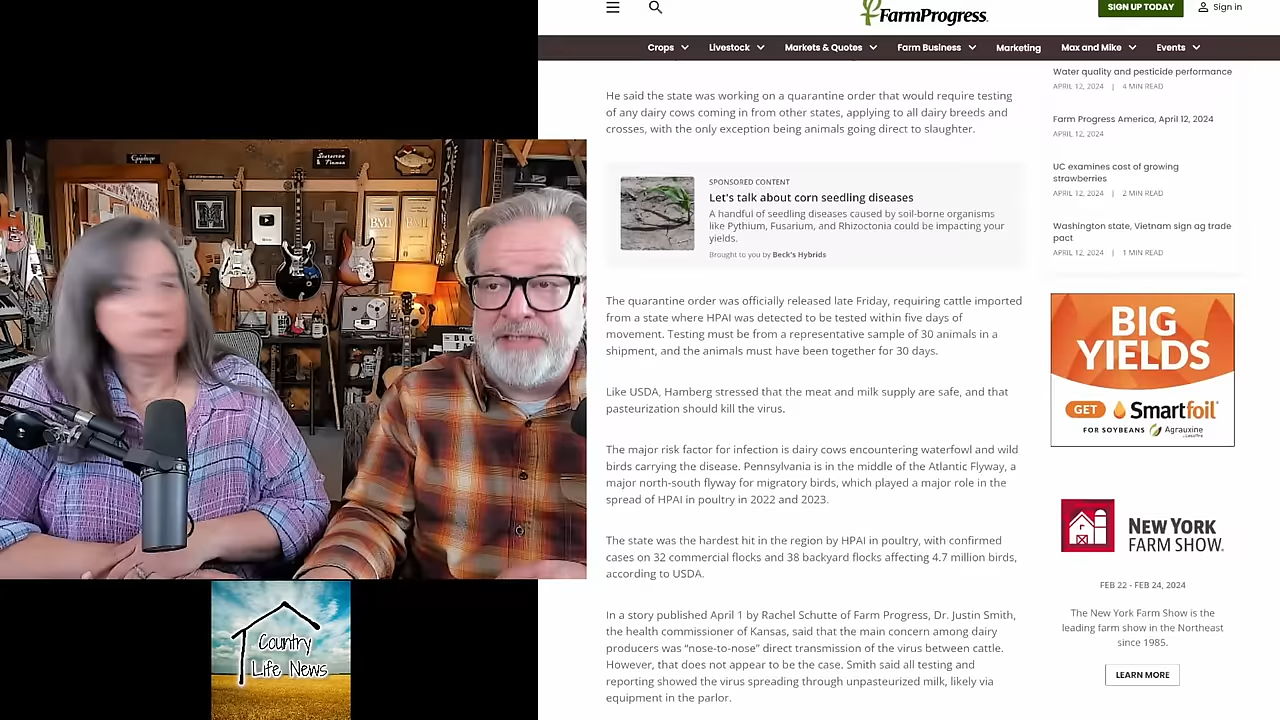 FarmProgress.
SIGN UP TODAY
Sign in
Crops
Livestock
Markets & Quotes
Farm Business
Marketing
Max and Mike
Events
He said the state was working on a quarantine order that would require testing
of any dairy cows coming in from other states, applying to all dairy breeds and
crosses, with the only exception being animals going direct to slaughter.
SPONSORED CONTENT
Let's talk about corn seedling diseases
A handful of seedling diseases caused by soil-borne organisms
like Pythium, Fusarium, and Rhizoctonia could be impacting your
yields.
Brought to you by Beck's Hybrids
The quarantine order was officially released late Friday, requiring cattle imported
from a state where HPAI was detected to be tested within five days of
movement. Testing must be from a representative sample of 30 animals in a
shipment, and the animals must have been together for 30 days.
Like USDA, Hamberg stressed that the meat and milk supply are safe, and that
pasteurization should kill the virus.
The major risk factor for infection is dairy cows encountering waterfowl and wild
birds carrying the disease. Pennsylvania is in the middle of the Atlantic Flyway, a
major north-south flyway for migratory birds, which played a major role in the
spread of HPAI in poultry in 2022 and 2023.
The state was the hardest hit in the region by HPAI in poultry, with confirmed
cases on 32 commercial flocks and 38 backyard flocks affecting 4.7 million birds,
according to USDA.
In a story published April 1 by Rachel Schutte of Farm Progress, Dr. Justin Smith,
the health commissioner of Kansas, said that the main concern among dairy
producers was “nose-to-nose” direct transmission of the virus between cattle.
However, that does not appear to be the case. Smith said all testing and
reporting showed the virus spreading through unpasteurized milk, likely via
equipment in the parlor.
Water quality and pesticide performance
APRIL 12, 2024 | 4 MIN READ
Farm Progress America, April 12, 2024
APRIL 12, 2024
UC examines cost of growing
strawberries
APRIL 12, 2024 | 2 MIN READ
Washington state, Vietnam sign ag trade
pact
APRIL 12, 2024 | 1 MIN READ
BIG
YIELDS
GET Smartfoil
FOR SOYBEANS Agrauxine
NEW YORK
FARM SHOW.
FEB 22 - FEB 24, 2024
The New York Farm Show is the
leading farm show in the Northeast
since 1985.
LEARN MORE
Epiphone
BMI
BMI
Country
Life News